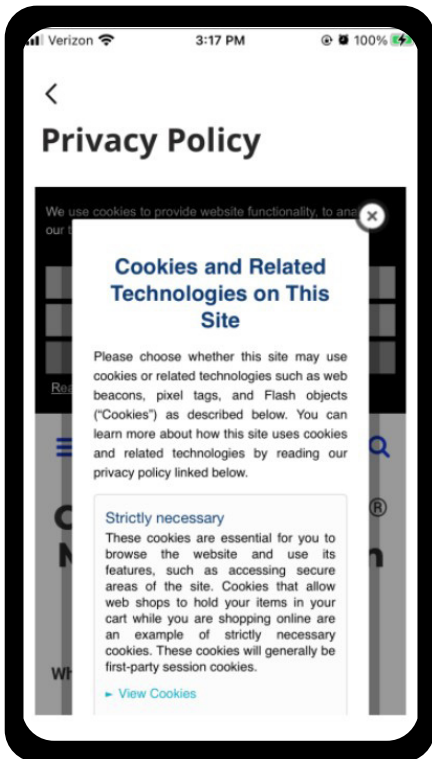 Verizon 3:17 PM 100%
Privacy Policy
We use cookies to provide website functionality, to ana
our t
Cookies and Related
Technologies on This
Site
Please choose whether this site may use
cookies or related technologies such as web
beacons, pixel tags, and Flash objects
(“Cookies”) as described below. You can
learn more about how this site uses cookies
and related technologies by reading our
privacy policy linked below.
Rea
®
Strictly necessary
These cookies are essential for you to
browse the website and use its
features, such as accessing secure
areas of the site. Cookies that allow
web shops to hold your items in your
cart while you are shopping online are
an example of strictly necessary
cookies. These cookies will generally be
first-party session cookies.
Wh
► View Cookies